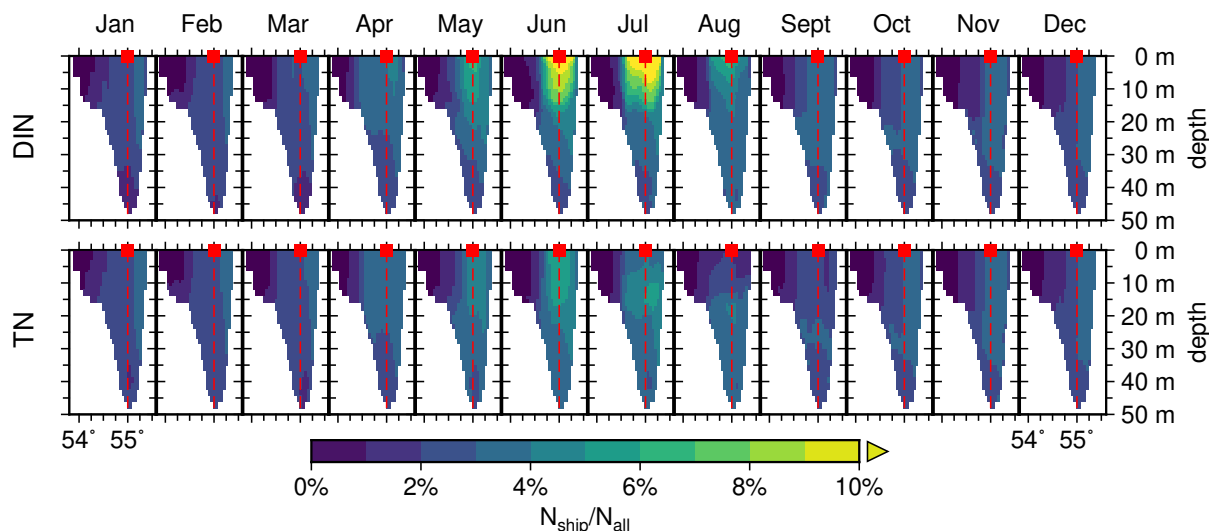 Jan Feb Mar Apr May Jun Jul Aug Sept Oct Nov Dec
DIN
0 m
10 m
20 m
30 m
40 m
50 m
depth
TN
0 m
10 m
20 m
30 m
40 m
50 m
depth
54° 55° 54° 55°
0% 2% 4% 6% 8% 10%
N_ship/N_all